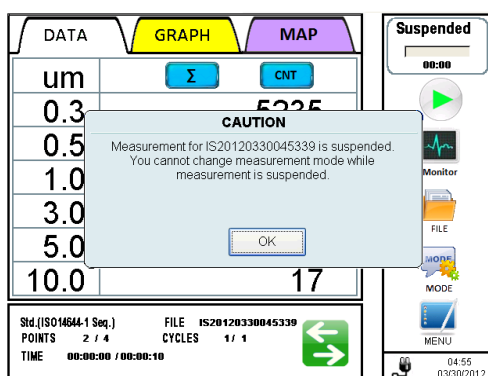 DATA
GRAPH
MAP
um
Σ
CNT
0.3
0.5
1.0
3.0
5.0
10.0
17
CAUTION
Measurement for IS20120330045339 is suspended.
You cannot change measurement mode while
measurement is suspended.
OK
Std.(ISO14644-1 Seq.)
FILE IS20120330045339
POINTS 2 / 4
CYCLES 1/ 1
TIME 00:00:00 / 00:00:10
Suspended
00:00
Monitor
FILE
MODE
MODE
MENU
04:55
03/30/2012